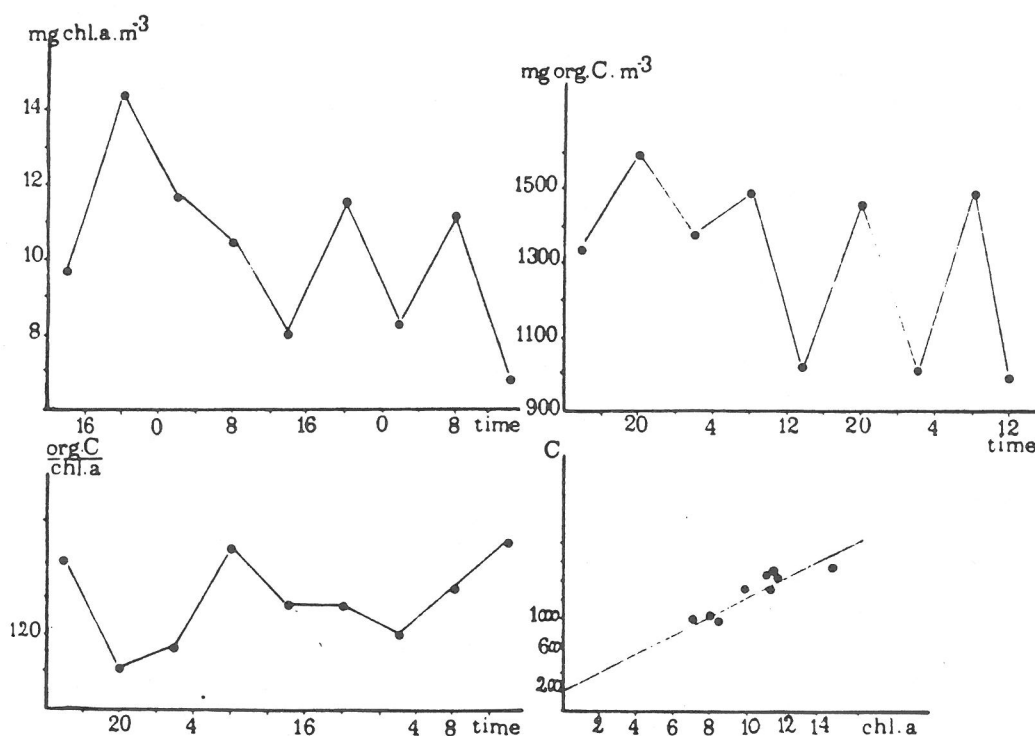 mg chl.a.m-3
14
12
10
8
16 0 8 16 0 8 time
mg org.C.m-3
1500
1300
1100
900
20 4 12 20 4 12
time
org.C
chl.a
120
20 4 16 4 8 time
C
1000
600
200
2 4 6 8 10 12 14 chl.a